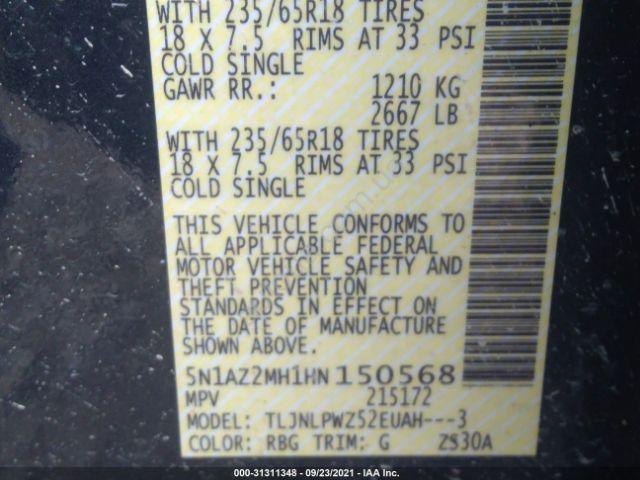 WITH 235/65R18 TIRES
18 X 7.5 RIMS AT 33 PSI
COLD SINGLE
GAWR RR.: 1210 KG
2667 LB
WITH 235/65R18 TIRES
18 X 7.5 RIMS AT 33 PSI
COLD SINGLE
THIS VEHICLE CONFORMS TO
ALL APPLICABLE FEDERAL
MOTOR VEHICLE SAFETY AND
THEFT PREVENTION
STANDARDS IN EFFECT ON
THE DATE OF MANUFACTURE
SHOWN ABOVE.
5N1AZ2MH1HN150568
MPV 215172
MODEL: TLJNLPWZ52EUAH---3
COLOR: RBG TRIM: G ZS30A
000-31311348 - 09/23/2021 - IAA Inc.